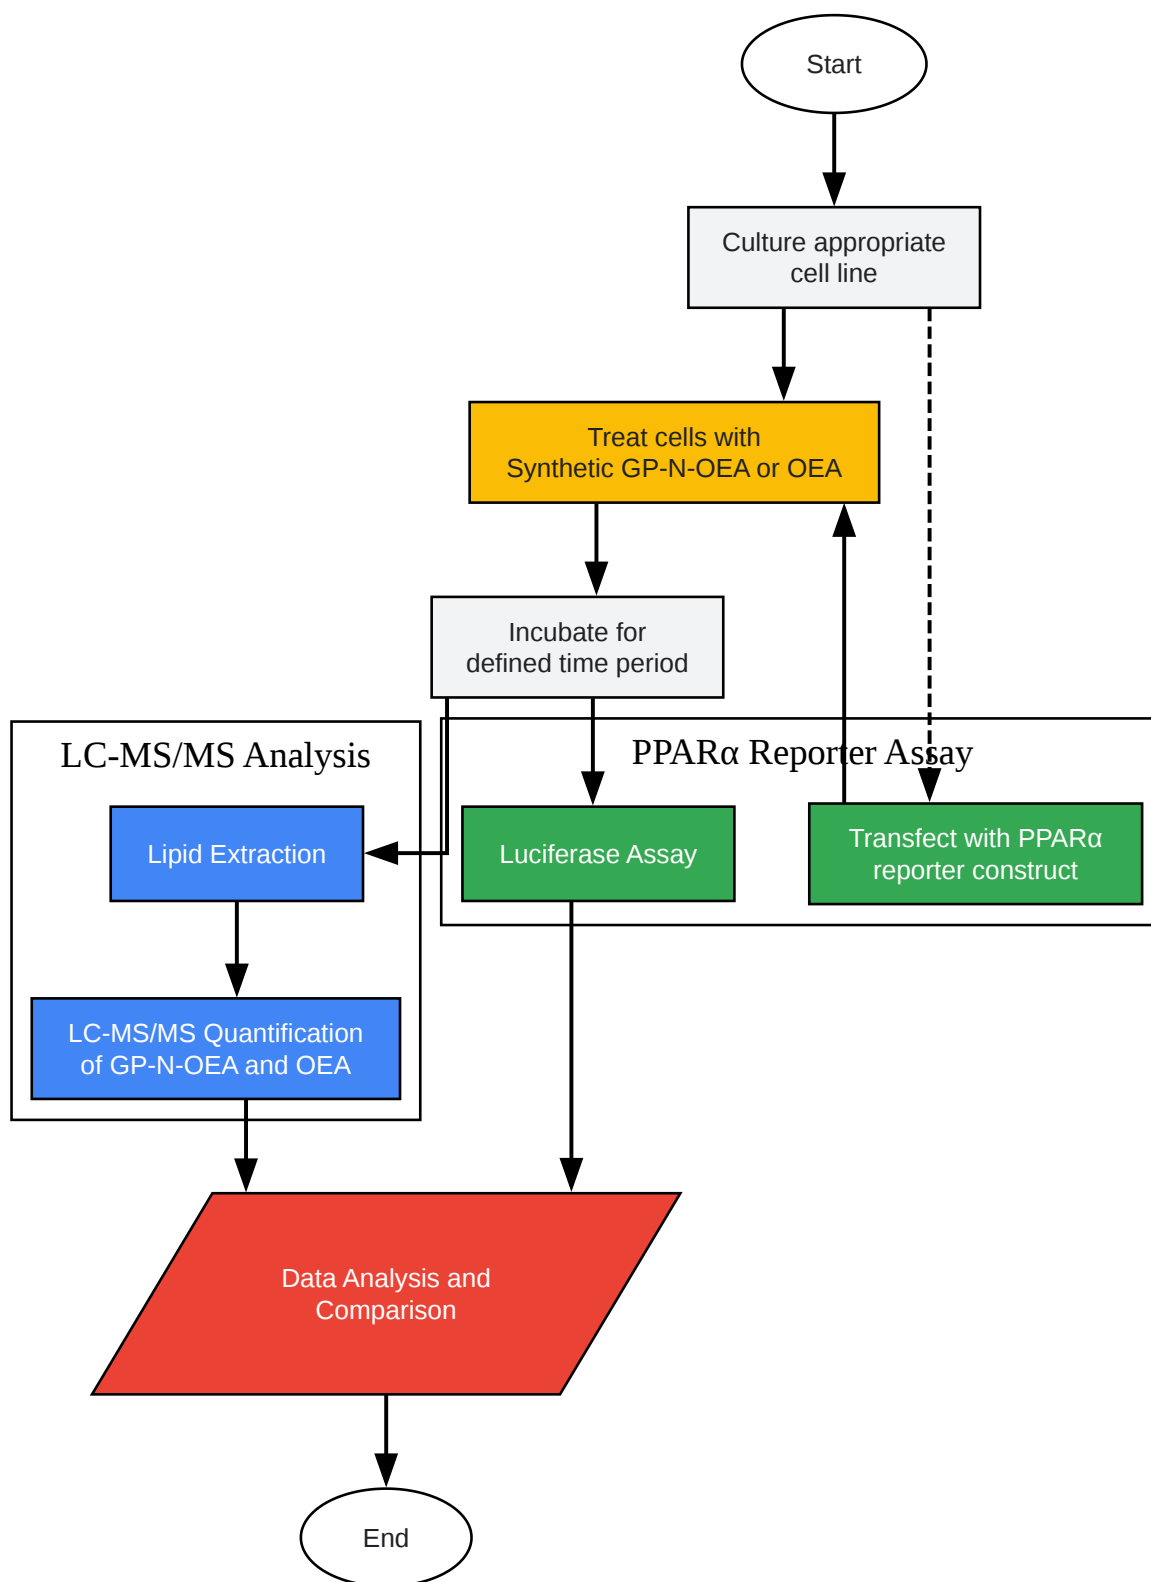 Start
Culture appropriate
cell line
Treat cells with
Synthetic GP-N-OEA or OEA
Incubate for
defined time period
LC-MS/MS Analysis
PPARα Reporter Assay
Lipid Extraction
Luciferase Assay
Transfect with PPARα
reporter construct
LC-MS/MS Quantification
of GP-N-OEA and OEA
Data Analysis and
Comparison
End